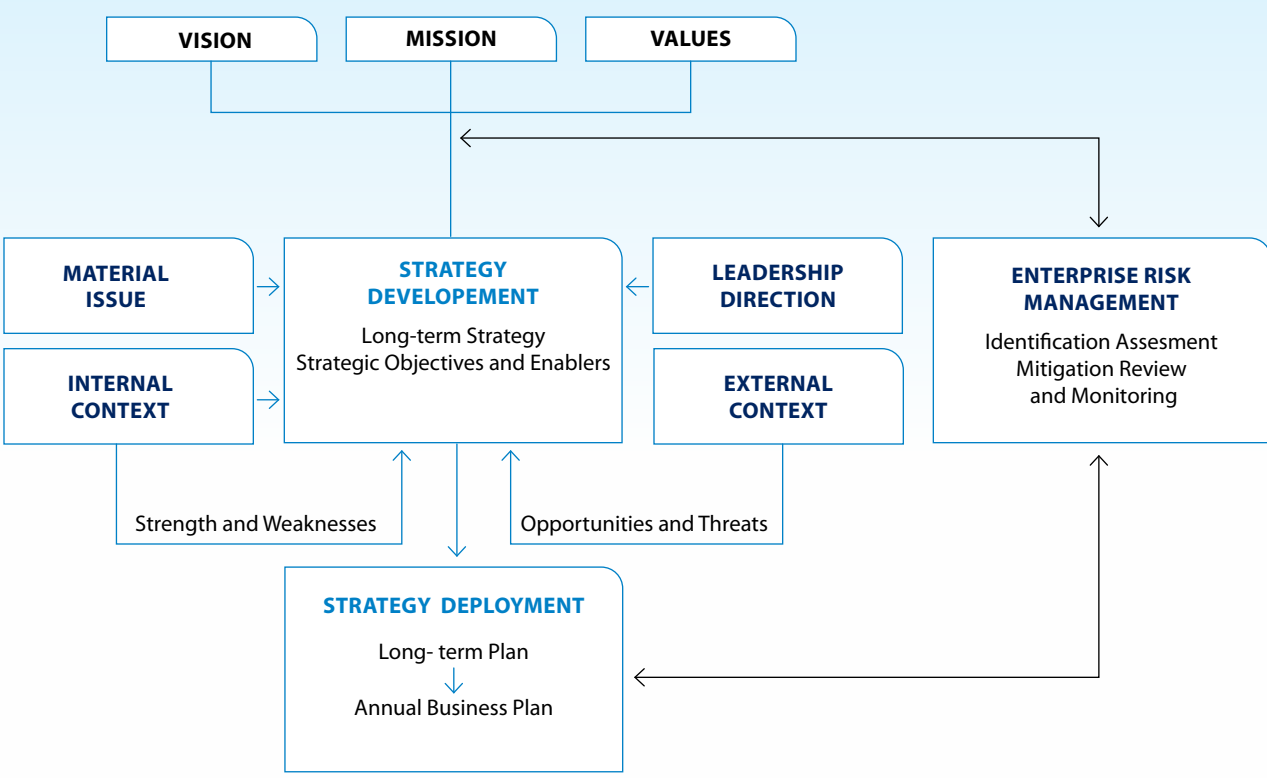 VISION
MISSION
VALUES
MATERIAL
ISSUE
STRATEGY
DEVELOPEMENT
Long-term Strategy
Strategic Objectives and Enablers
LEADERSHIP
DIRECTION
ENTERPRISE RISK
MANAGEMENT
Identification Assesment
Mitigation Review
and Monitoring
INTERNAL
CONTEXT
EXTERNAL
CONTEXT
Strength and Weaknesses
Opportunities and Threats
STRATEGY DEPLOYMENT
Long- term Plan
Annual Business Plan